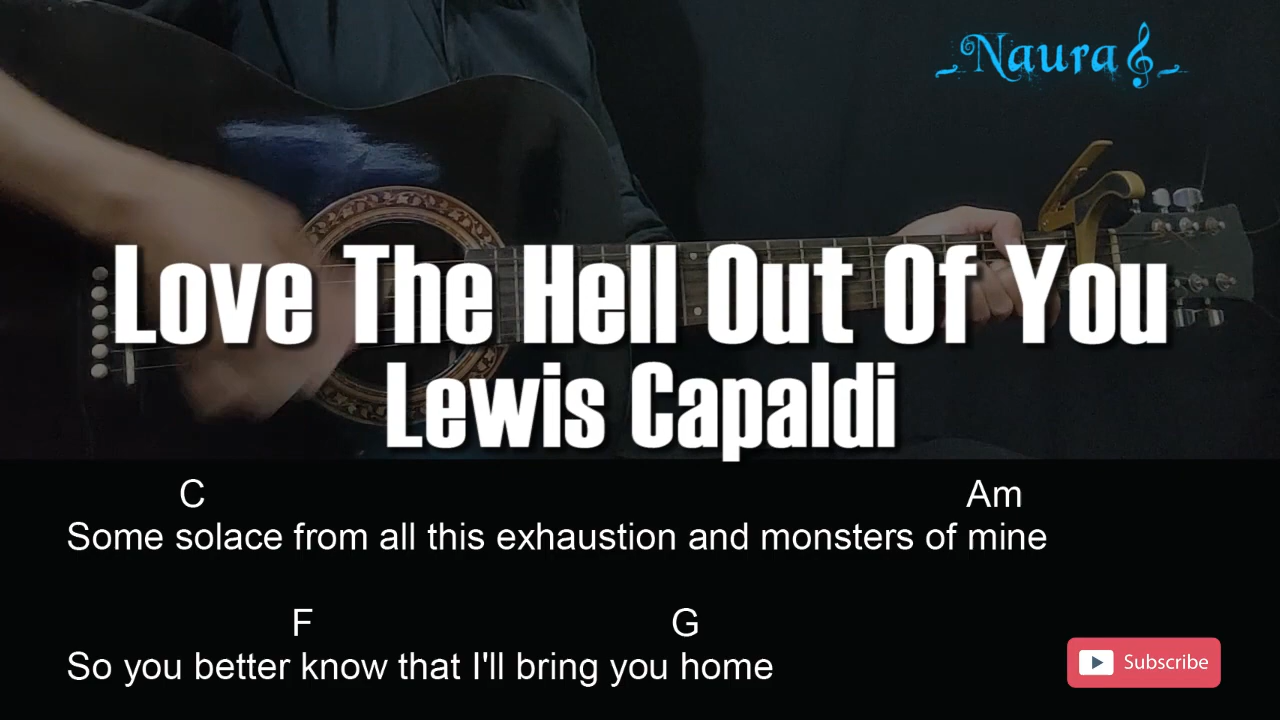 Naura
Love The Hell Out Of You
Lewis Capaldi
C Am
Some solace from all this exhaustion and monsters of mine
F G
So you better know that I'll bring you home
Subscribe